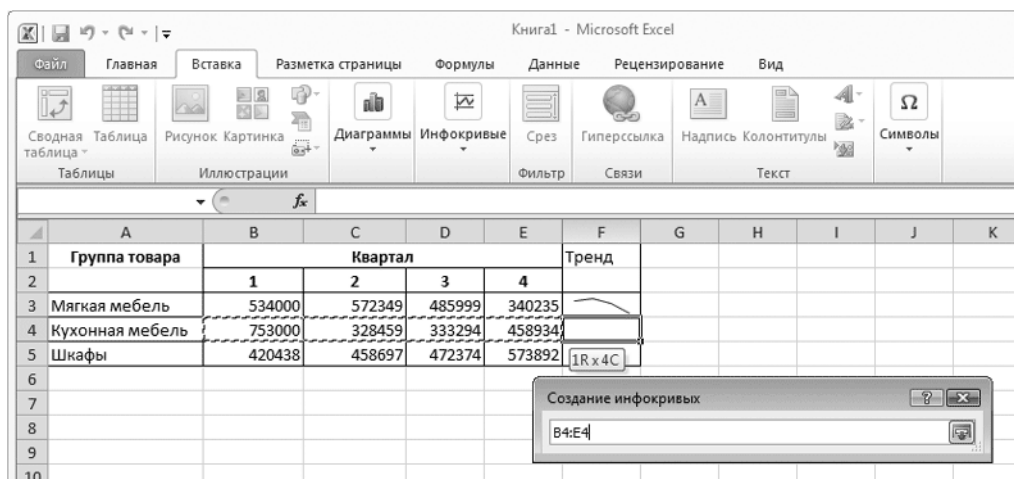 Книга1 - Microsoft Excel
Файл Главная Вставка Разметка страницы Формулы Данные Рецензирование Вид
Сводная таблица Таблица Рисунок Картинка Диаграммы Инфокривые Срез Гиперссылка Надпись Колонтитулы Символы
Таблицы Иллюстрации Фильтр Связи Текст
fx
A B C D E F G H I J K
1 Группа товара Квартал Тренд
2 1 2 3 4
3 Мягкая мебель 534000 572349 485999 340235
4 Кухонная мебель 753000 328459 333294 458934
5 Шкафы 420438 458697 472374 573892 1R x 4C
6
7 Создание инфокривых
8 B4:E4
9
10